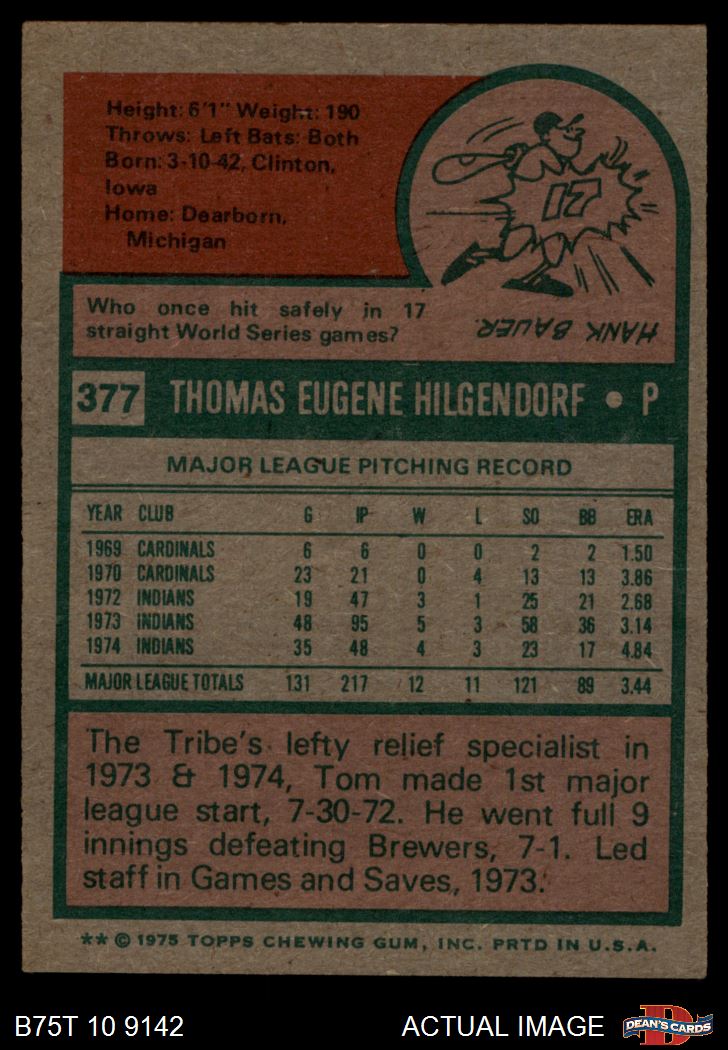 Height: 6'1" Weight: 190
Throws: Left Bats: Both
Born: 3-10-42, Clinton,
Iowa
Home: Dearborn,
Michigan
17
Who once hit safely in 17
straight World Series games?
HANK BAUER.
377 THOMAS EUGENE HILGENDORF • P
MAJOR LEAGUE PITCHING RECORD
YEAR CLUB G IP W L SO BB ERA
1969 CARDINALS 6 6 0 0 2 2 1.50
1970 CARDINALS 23 21 0 4 13 13 3.86
1972 INDIANS 19 47 3 1 25 21 2.68
1973 INDIANS 48 95 5 3 58 36 3.14
1974 INDIANS 35 48 4 3 23 17 4.84
MAJOR LEAGUE TOTALS 131 217 12 11 121 89 3.44
The Tribe's lefty relief specialist in
1973 & 1974, Tom made 1st major
league start, 7-30-72. He went full 9
innings defeating Brewers, 7-1. Led
staff in Games and Saves, 1973.
** © 1975 TOPPS CHEWING GUM, INC. PRTD IN U.S.A.
B75T 10 9142 ACTUAL IMAGE
D
DEAN'S CARDS